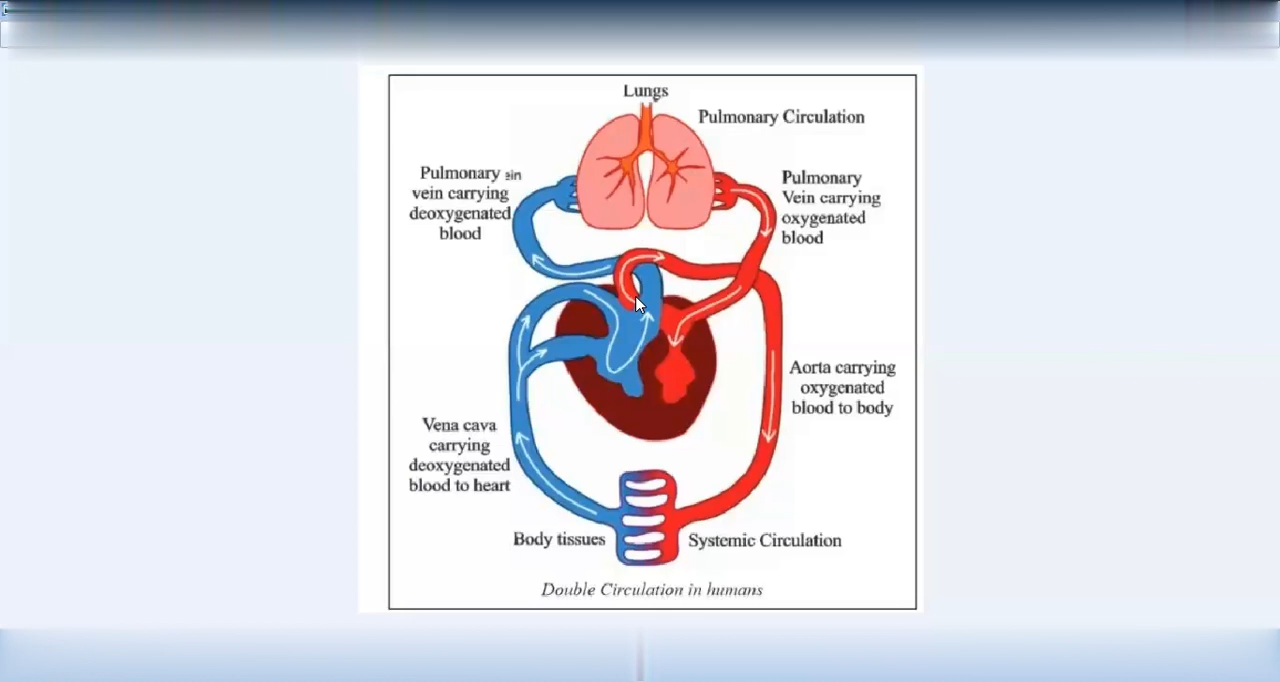 Lungs
Pulmonary Circulation
Pulmonary ein
vein carrying
deoxygenated
blood
Pulmonary
Vein carrying
oxygenated
blood
Aorta carrying
oxygenated
blood to body
Vena cava
carrying
deoxygenated
blood to heart
Body tissues
Systemic Circulation
Double Circulation in humans